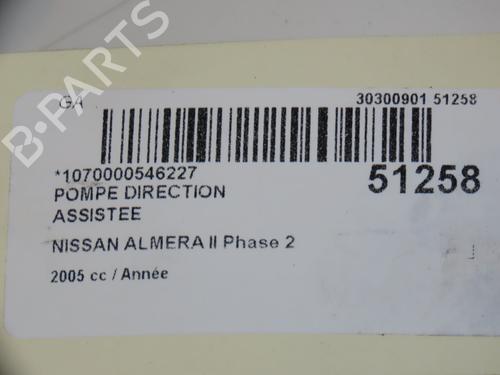 B-PARTS
GA
30300901 51258
*1070000546227
51258
POMPE DIRECTION
ASSISTEE
NISSAN ALMERA II Phase 2
2005 cc / Année